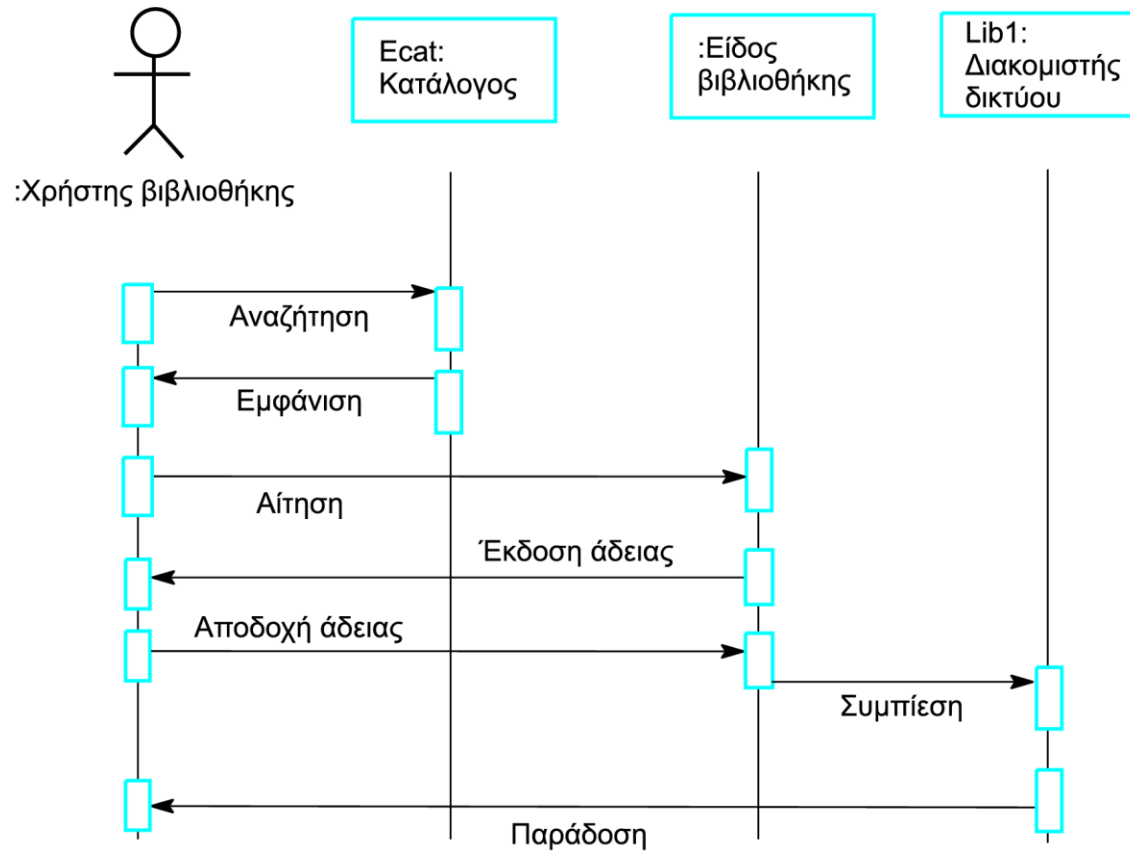 Ecat:
Κατάλογος
:Είδος
βιβλιοθήκης
Lib1:
Διακομιστής
δικτύου
:Χρήστης βιβλιοθήκης
Αναζήτηση
Εμφάνιση
Αίτηση
Έκδοση άδειας
Αποδοχή άδειας
Συμπίεση
Παράδοση